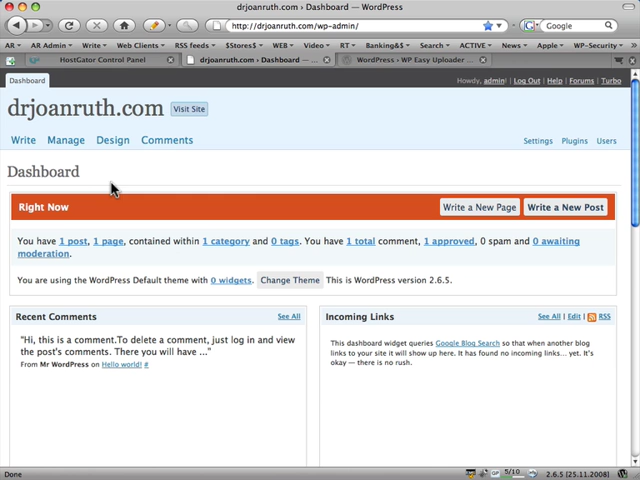 drjoanruth.com › Dashboard — WordPress
http://drjoanruth.com/wp-admin/
Google
AR AR Admin Write Web Clients RSS feeds $Stores$ WB AP RT Banking&$ Search ACTIVE News Apple WP-Security
HostGator Control Panel drjoanruth.com › Dashboard — ... WordPress › WP Easy Uploader ...
Dashboard
Howdy, admin! | Log Out | Help | Forums | Turbo
drjoanruth.com Visit Site
Write Manage Design Comments Settings Plugins Users
Dashboard
Right Now Write a New Page Write a New Post
You have 1 post, 1 page, contained within 1 category and 0 tags. You have 1 total comment, 1 approved, 0 spam and 0 awaiting
moderation.
You are using the WordPress Default theme with 0 widgets. Change Theme This is WordPress version 2.6.5.
Recent Comments See All
"Hi, this is a comment.To delete a comment, just log in and view
the post's comments. There you will have ..."
From Mr WordPress on Hello world! #
Incoming Links See All | Edit | RSS
This dashboard widget queries Google Blog Search so that when another blog
links to your site it will show up here. It has found no incoming links... yet. It's
okay — there is no rush.
Done 5/10 2.6.5 [25.11.2008]